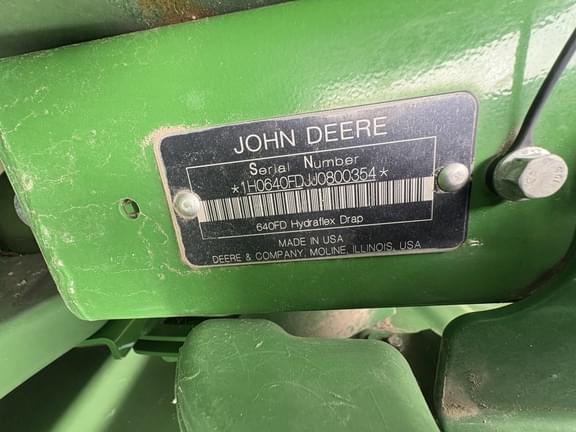 JOHN DEERE
Serial Number
*1H0640FDJJ0800354*
640FD Hydraflex Drap
MADE IN USA
DEERE & COMPANY, MOLINE, ILLINOIS, USA